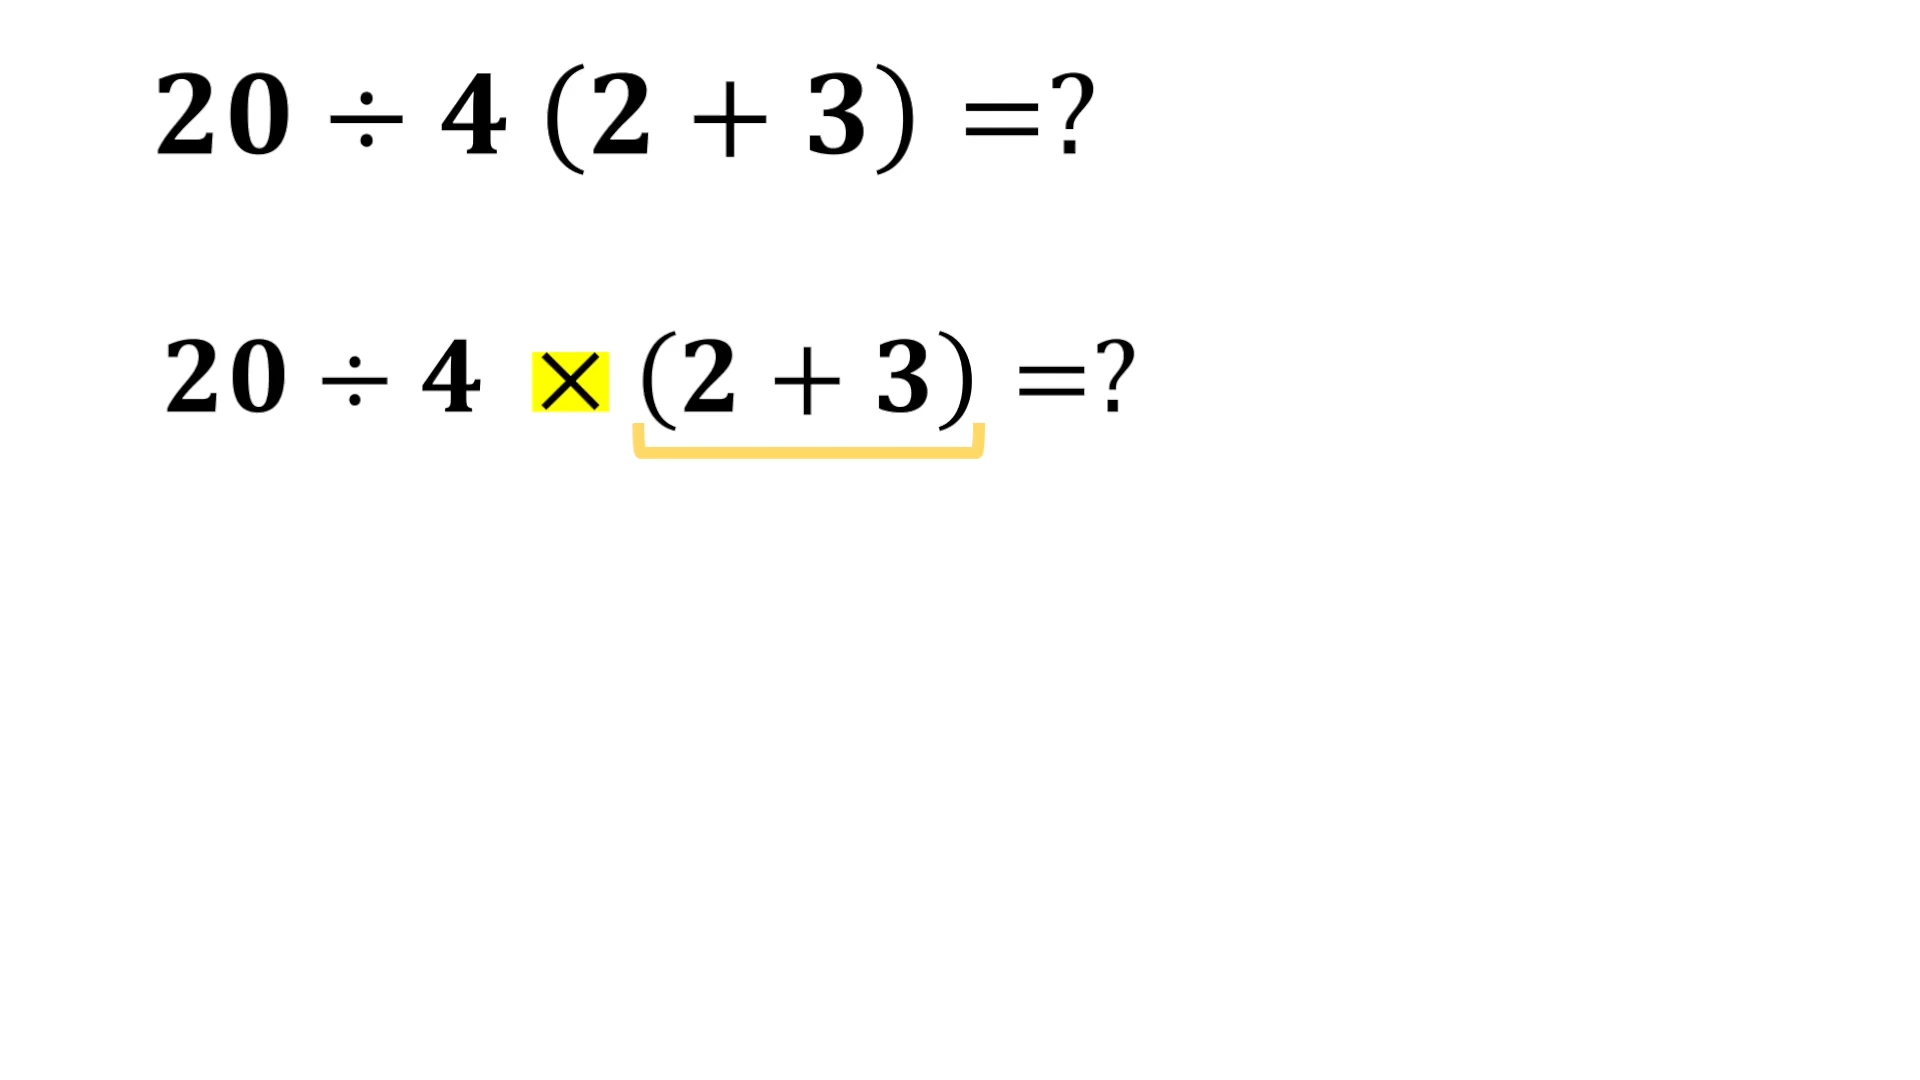 20 ÷ 4 (2 + 3) =?
20 ÷ 4 × (2 + 3) =?